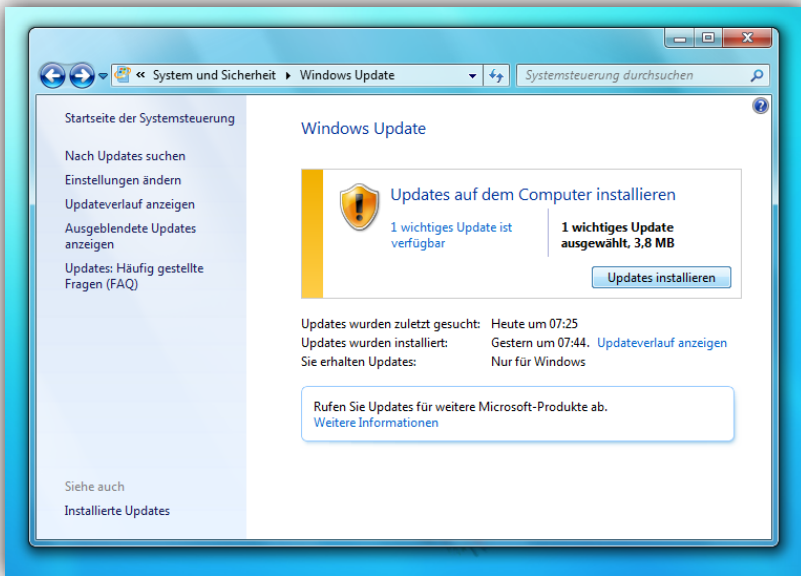 « System und Sicherheit ▸ Windows Update
Systemsteuerung durchsuchen
Startseite der Systemsteuerung
Nach Updates suchen
Einstellungen ändern
Updateverlauf anzeigen
Ausgeblendete Updates
anzeigen
Updates: Häufig gestellte
Fragen (FAQ)
Siehe auch
Installierte Updates
Windows Update
Updates auf dem Computer installieren
1 wichtiges Update ist
verfügbar
1 wichtiges Update
ausgewählt, 3,8 MB
Updates installieren
Updates wurden zuletzt gesucht: Heute um 07:25
Updates wurden installiert: Gestern um 07:44. Updateverlauf anzeigen
Sie erhalten Updates: Nur für Windows
Rufen Sie Updates für weitere Microsoft-Produkte ab.
Weitere Informationen